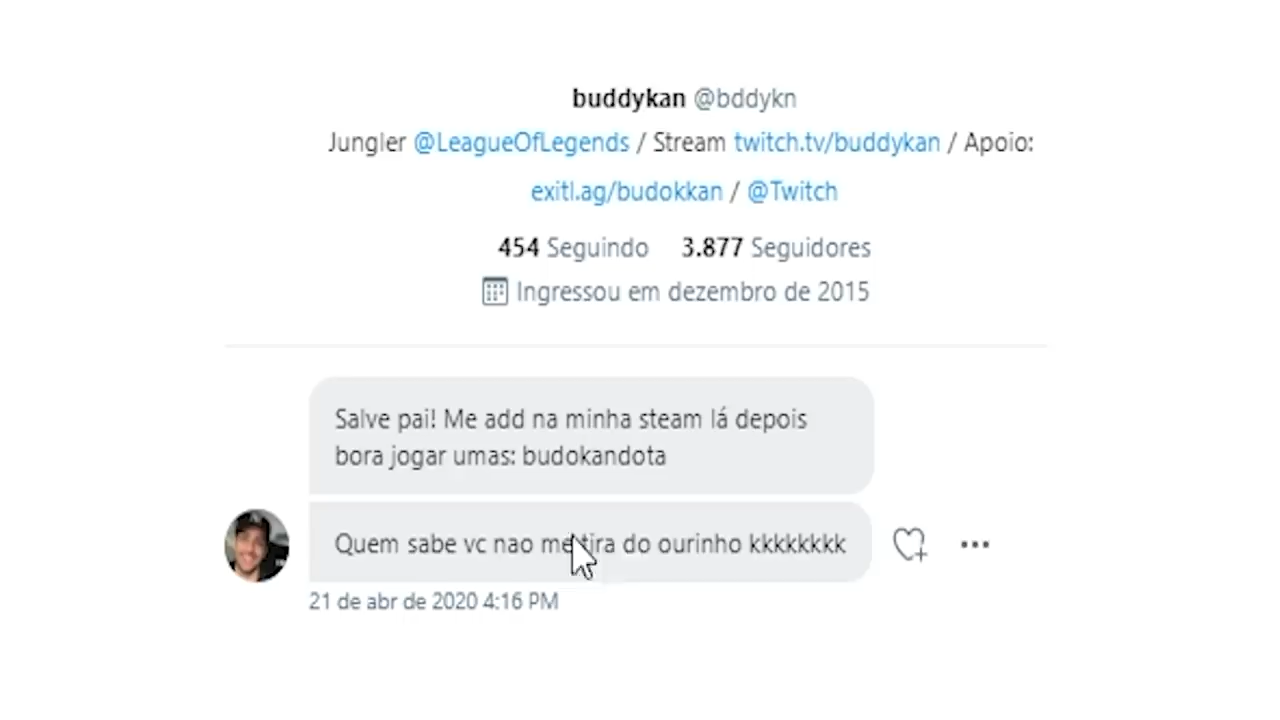 buddykan @bddykn
Jungler @LeagueOfLegends / Stream twitch.tv/buddykan / Apoio:
exitl.ag/budokkan / @Twitch
454 Seguindo 3.877 Seguidores
Ingressou em dezembro de 2015
Salve pai! Me add na minha steam lá depois
bora jogar umas: budokandota
Quem sabe vc nao me tira do ourinho kkkkkkkk
21 de abr de 2020 4:16 PM